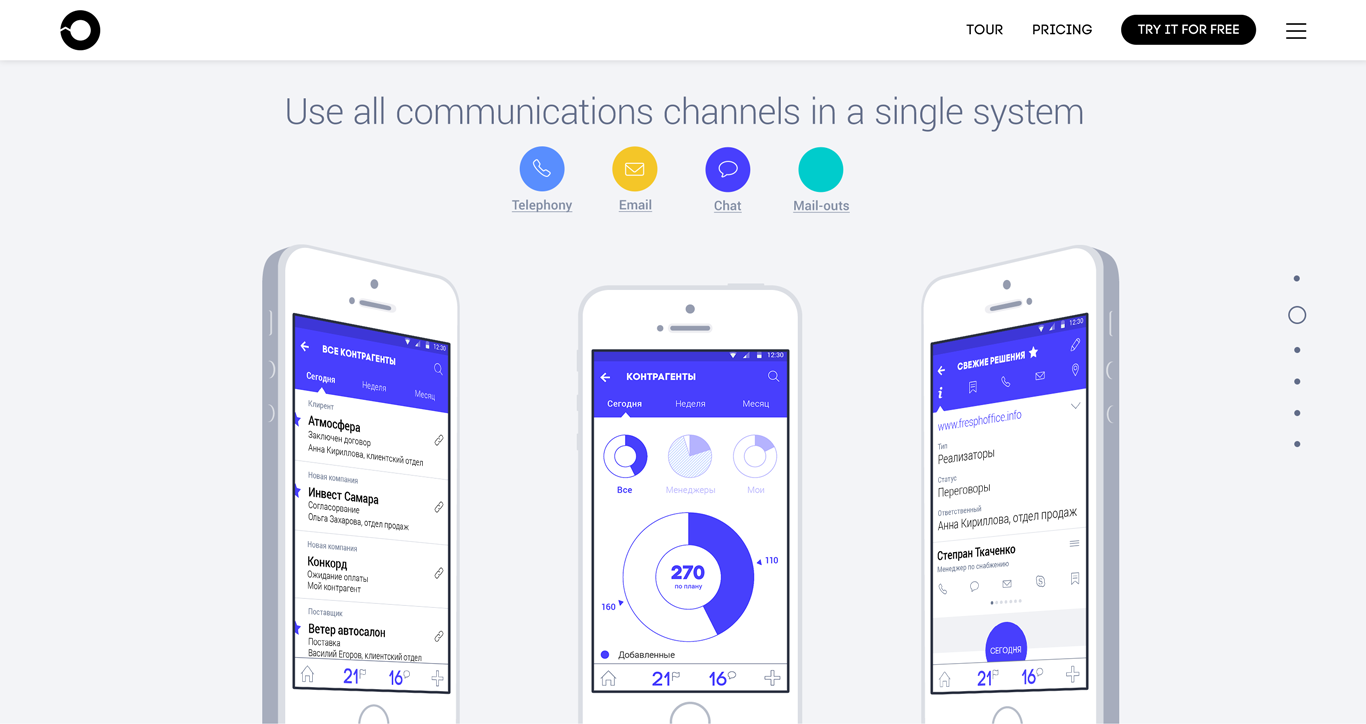 TOUR
PRICING
TRY IT FOR FREE
Use all communications channels in a single system
Telephony
Email
Chat
Mail-outs
12:30
ВСЕ КОНТРАГЕНТЫ
Сегодня
Неделя
Месяц
Клирент
Атмосфера
Заключен договор
Анна Кириллова, клиентский отдел
Новая компания
Инвест Самара
Согласорвание
Ольга Захарова, отдел продаж
Новая компания
Конкорд
Ожидание оплаты
Мой контрагент
Поставщик
Ветер автосалон
Поставка
Василий Егоров, клиентский отдел
21
16
12:30
КОНТРАГЕНТЫ
Сегодня
Неделя
Месяц
Все
Менеджеры
Мои
270
по плану
110
160
Добавленные
21
16
12:30
СВЕЖИЕ РЕШЕНИЯ
i
www.fresphoffice.info
Тип
Реализаторы
Статус
Переговоры
Ответственный
Анна Кириллова, отдел продаж
Степран Ткаченко
Менеджер по снабжению
СЕГОДНЯ
21
16